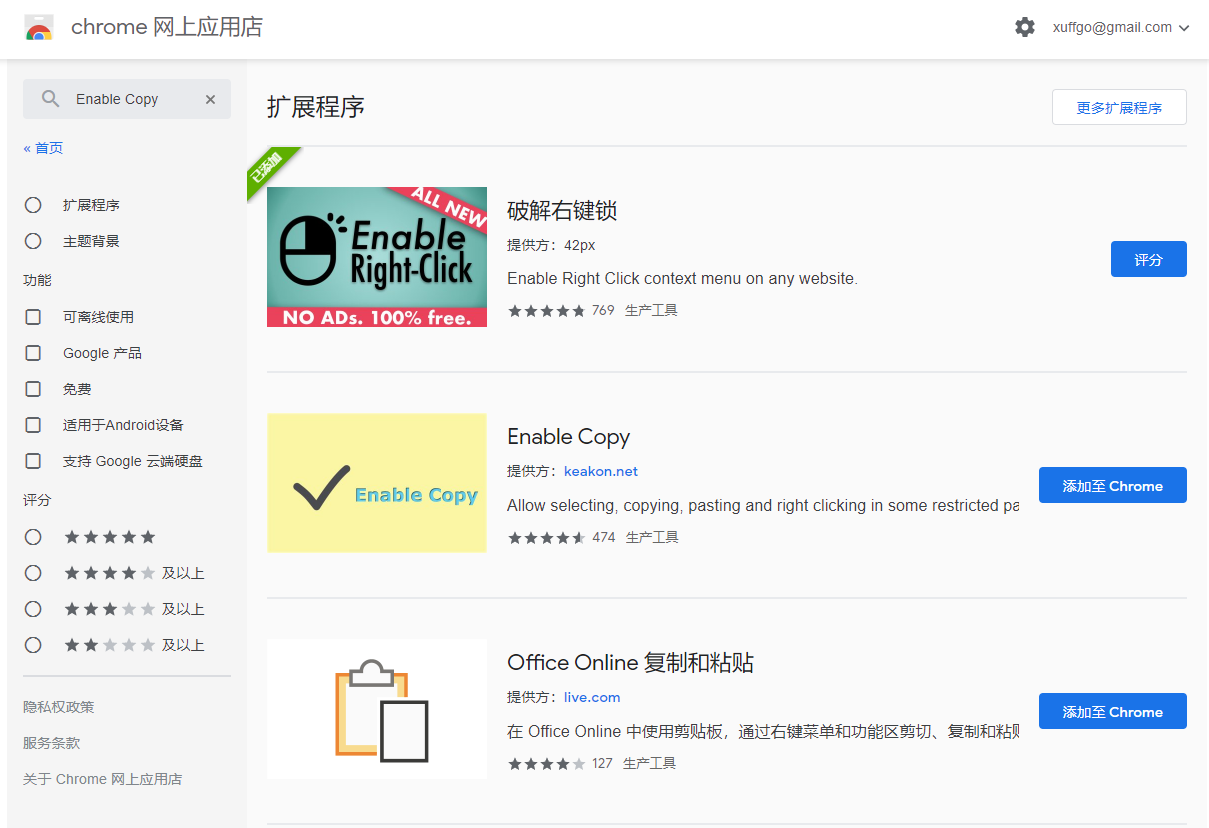 chrome 网上应用店
xuffgo@gmail.com
Enable Copy
« 首页
扩展程序
主题背景
功能
可离线使用
Google 产品
免费
适用于Android设备
支持 Google 云端硬盘
评分
及以上
及以上
及以上
隐私权政策
服务条款
关于 Chrome 网上应用店
扩展程序
更多扩展程序
已添加
ALL NEW
Enable
Right-Click
NO ADs. 100% free.
破解右键锁
提供方：42px
Enable Right Click context menu on any website.
769 生产工具
评分
Enable Copy
Enable Copy
提供方：keakon.net
Allow selecting, copying, pasting and right clicking in some restricted pa
474 生产工具
添加至 Chrome
Office Online 复制和粘贴
提供方：live.com
在 Office Online 中使用剪贴板，通过右键菜单和功能区剪切、复制和粘贴
127 生产工具
添加至 Chrome